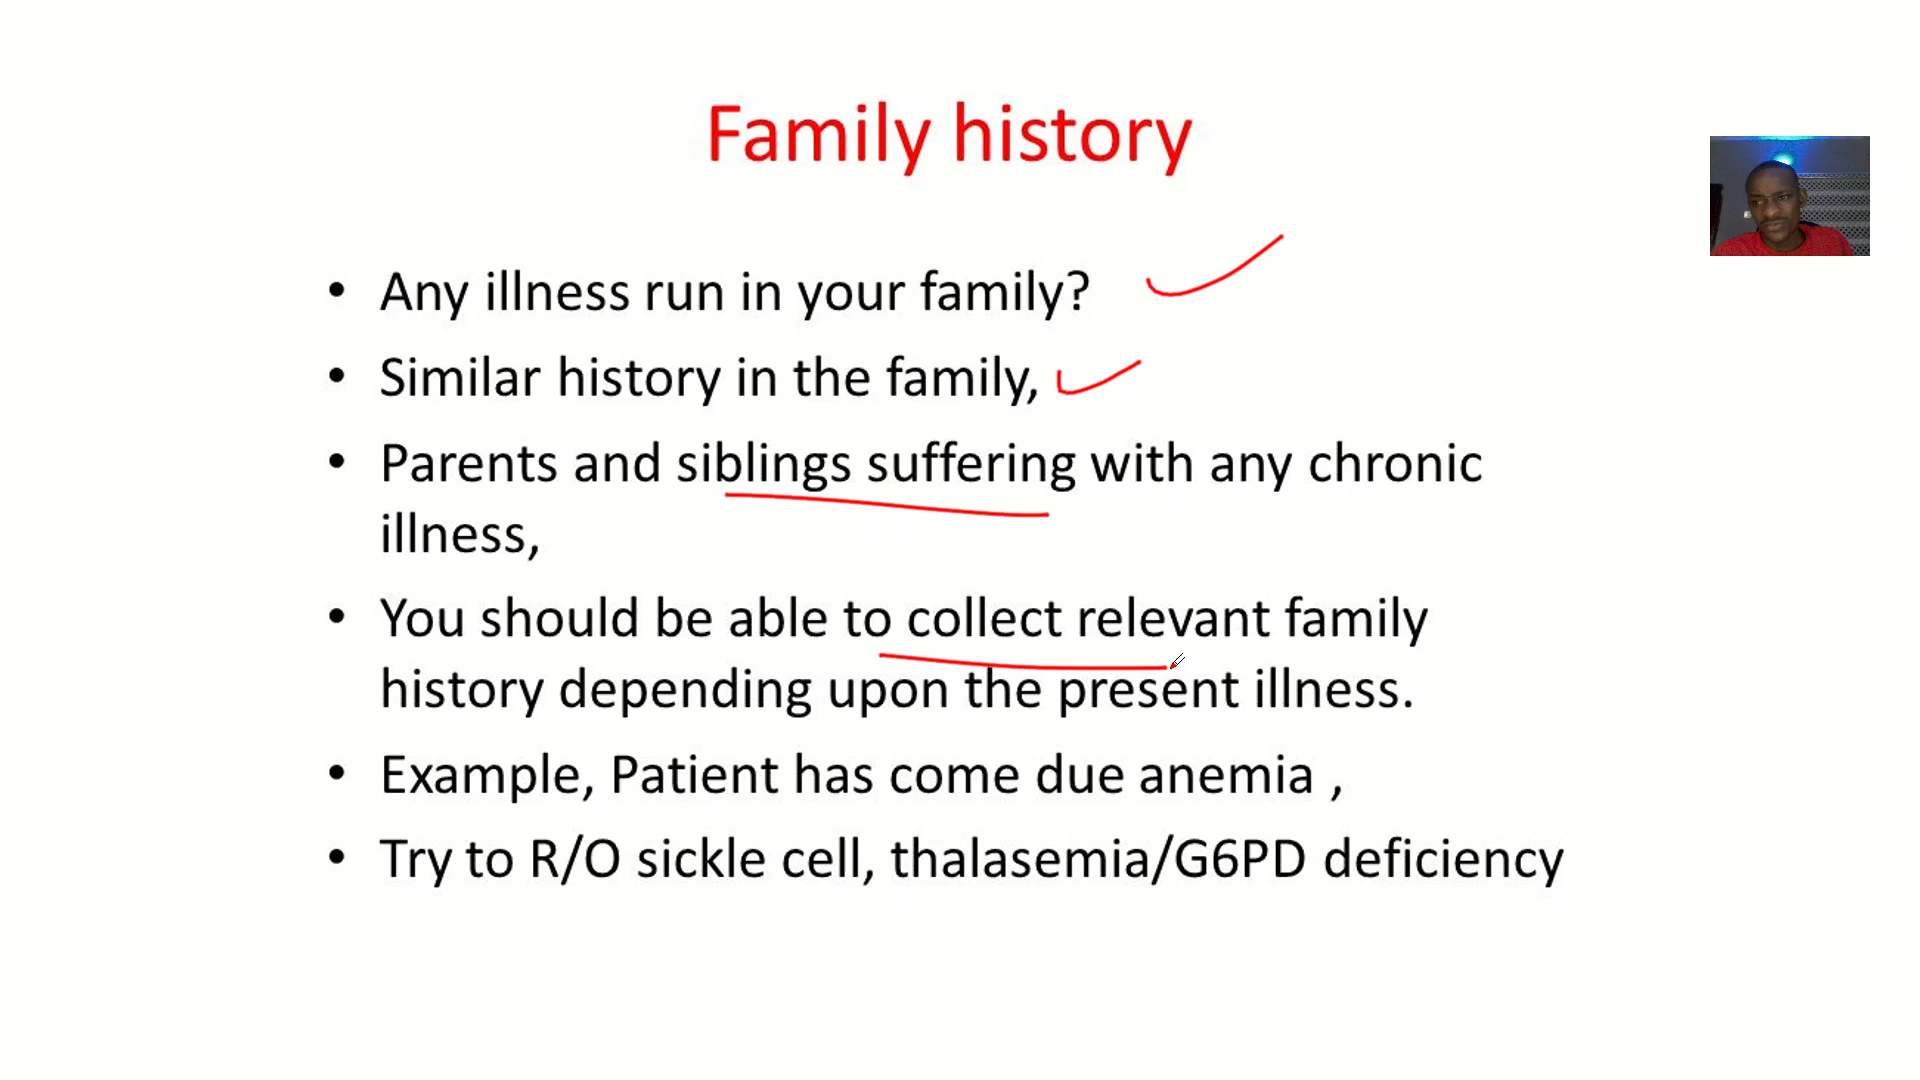 Family history
• Any illness run in your family?
• Similar history in the family,
• Parents and siblings suffering with any chronic
illness,
• You should be able to collect relevant family
history depending upon the present illness.
• Example, Patient has come due anemia ,
• Try to R/O sickle cell, thalasemia/G6PD deficiency